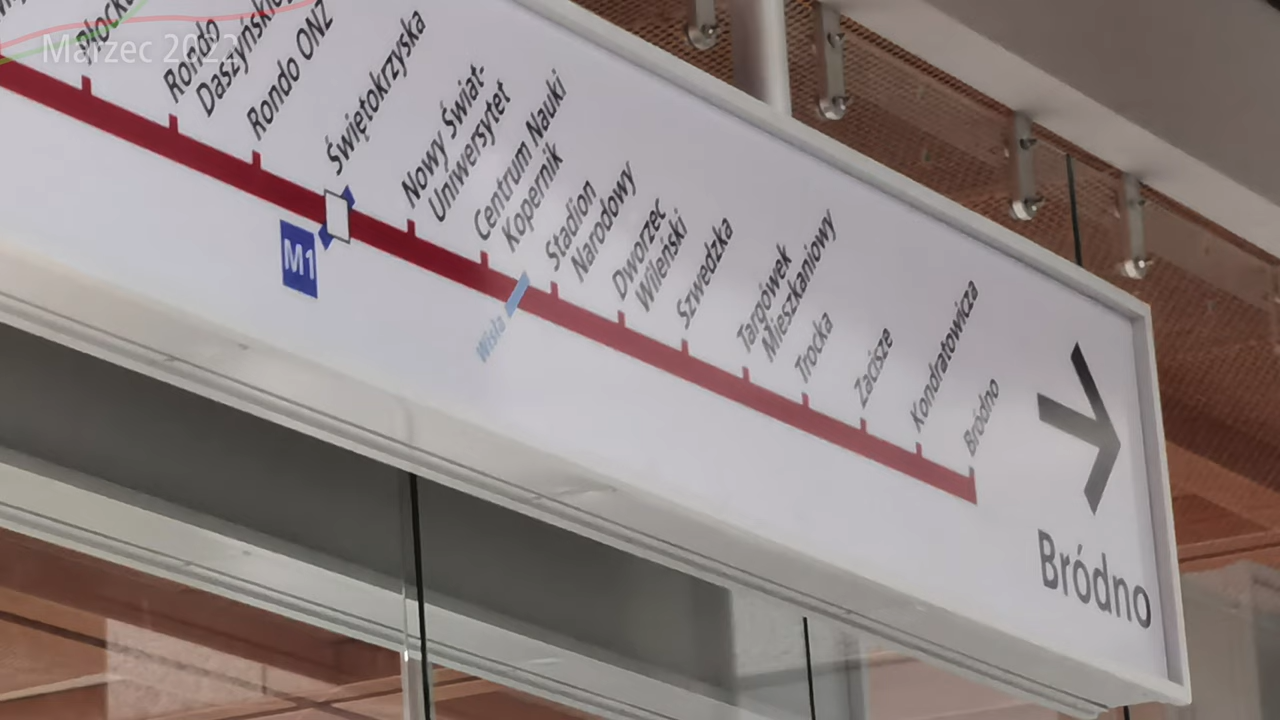 Marzec 2022
Płocka
Rondo
Daszyńskiego
Rondo ONZ
Świętokrzyska
M1
Nowy Świat-
Uniwersytet
Centrum Nauki
Kopernik
Wisła
Stadion
Narodowy
Dworzec
Wileński
Szwedzka
Targówek
Mieszkaniowy
Trocka
Zacisze
Kondratowicza
Bródno
Bródno